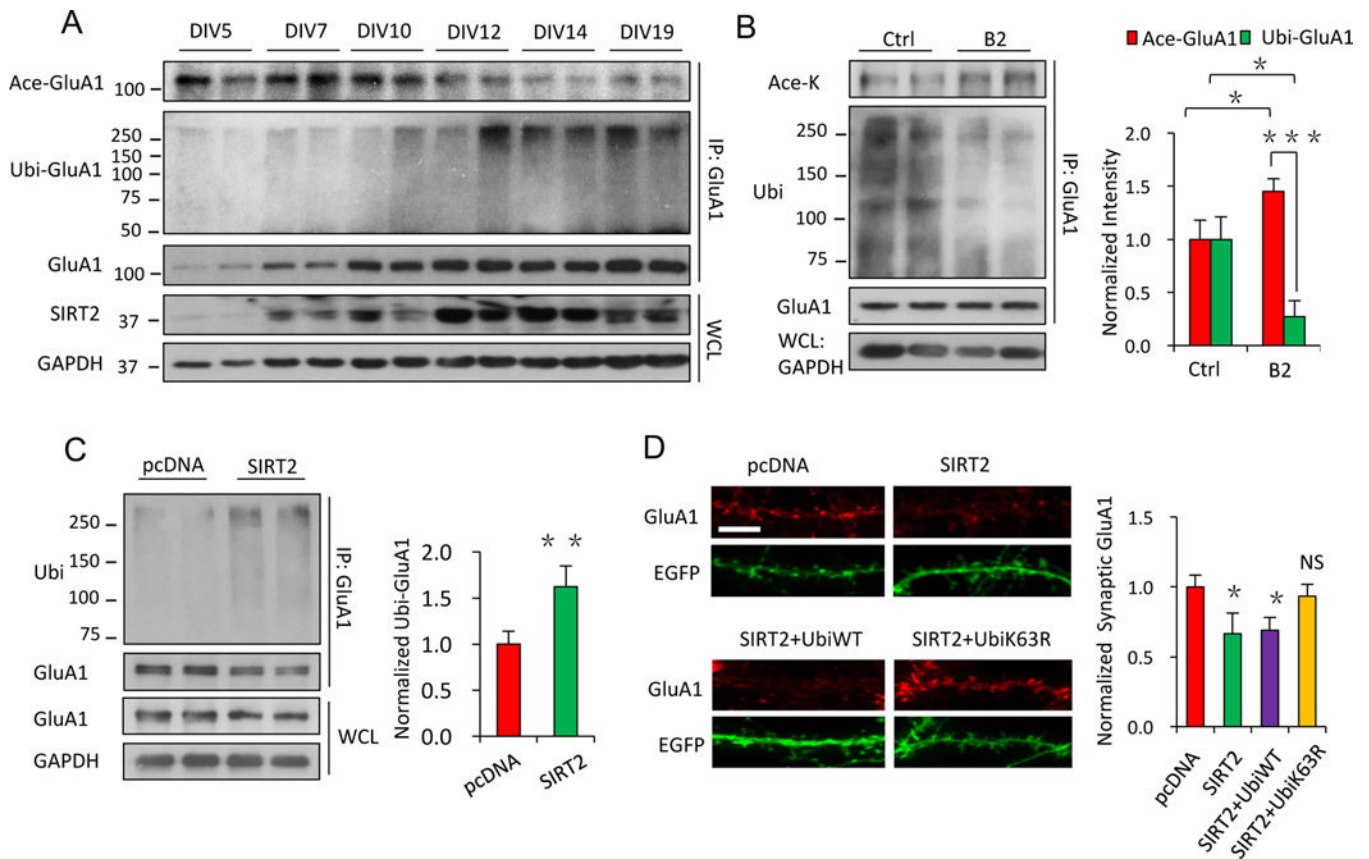 A
DIV5 DIV7 DIV10 DIV12 DIV14 DIV19
Ace-GluA1
100
Ubi-GluA1
250
150
100
75
50
GluA1
100
SIRT2
37
GAPDH
37
IP: GluA1
WCL
B
Ctrl B2
Ace-K
Ubi
250
150
100
75
GluA1
WCL:
GAPDH
IP: GluA1
Ace-GluA1 Ubi-GluA1
*
*
* * *
Normalized Intensity
2.0
1.5
1.0
0.5
0.0
Ctrl B2
C
pcDNA SIRT2
Ubi
250
150
100
75
GluA1
GluA1
GAPDH
IP: GluA1
WCL
Normalized Ubi-GluA1
2.0
1.5
1.0
0.5
0.0
* *
pcDNA SIRT2
D
pcDNA SIRT2
GluA1
EGFP
SIRT2+UbiWT SIRT2+UbiK63R
GluA1
EGFP
Normalized Synaptic GluA1
1.5
1.0
0.5
0.0
* * NS
pcDNA
SIRT2
SIRT2+UbiWT
SIRT2+UbiK63R